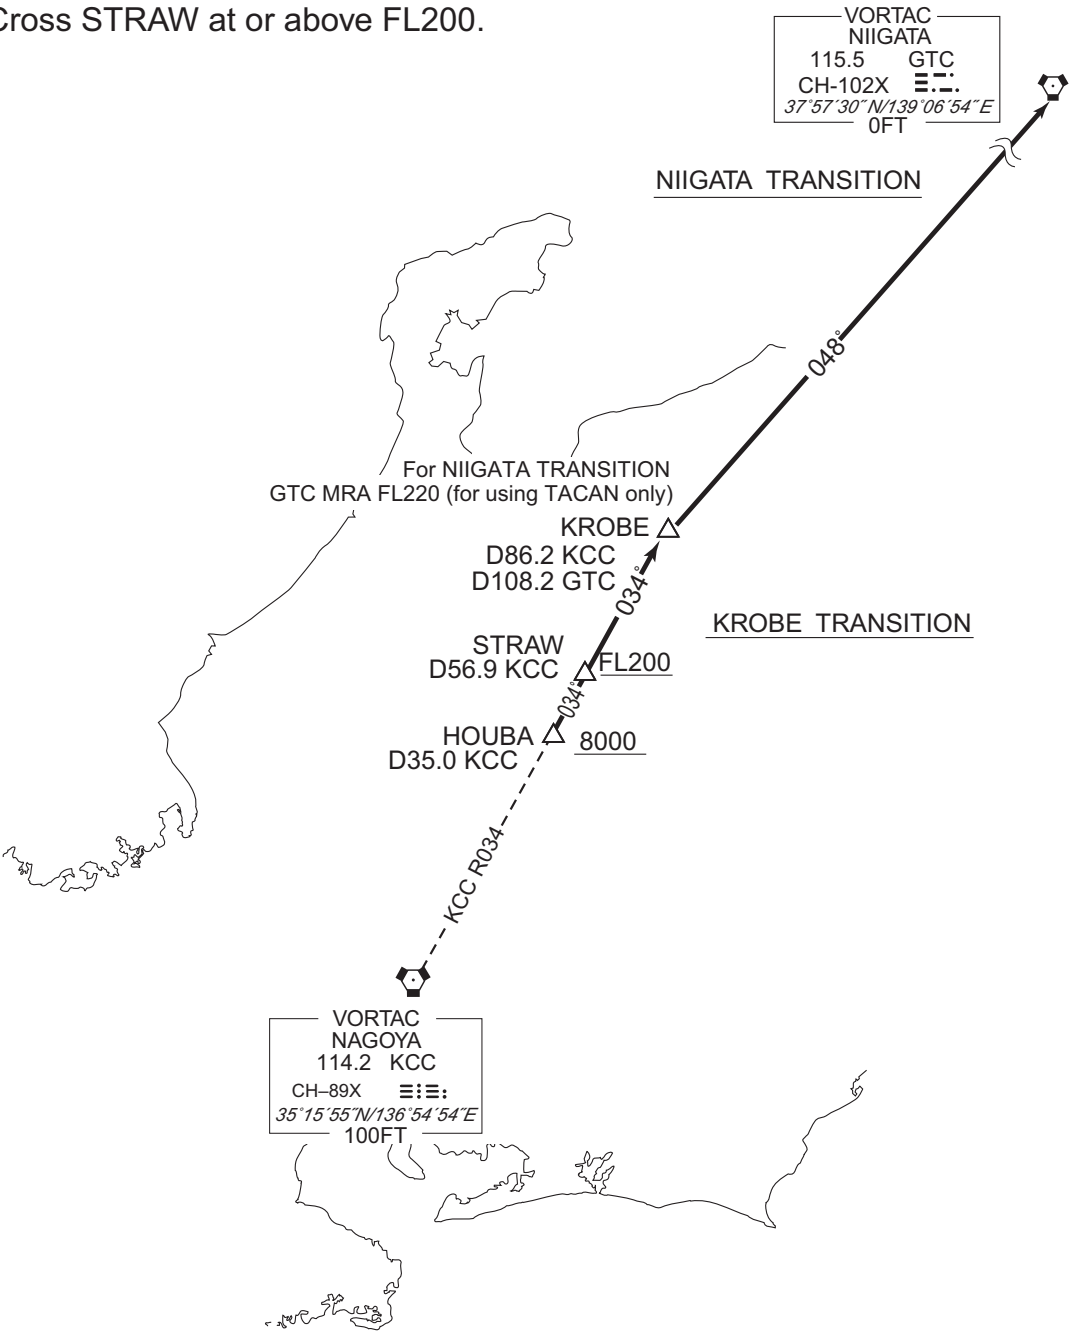 Cross STRAW at or above FL200.
VORTAC
NIIGATA
115.5 GTC
CH-102X
37°57′30″N/139°06′54″E
0FT
NIIGATA TRANSITION
048°
For NIIGATA TRANSITION
GTC MRA FL220 (for using TACAN only)
KROBE
D86.2 KCC
D108.2 GTC
034°
KROBE TRANSITION
STRAW
D56.9 KCC
FL200
034°
HOUBA
D35.0 KCC
8000
KCC R034
VORTAC
NAGOYA
114.2 KCC
CH–89X
35°15′55″N/136°54′54″E
100FT